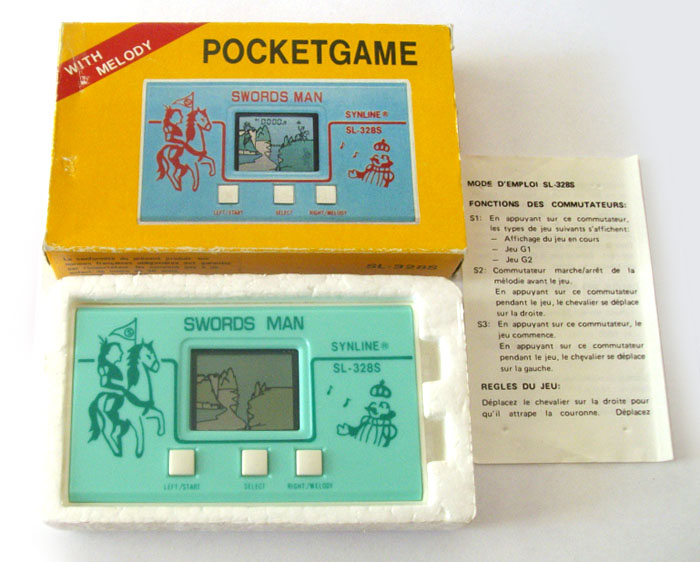 WITH
MELODY
POCKETGAME
SWORDS MAN
SYNLINE®
SL-328S
LEFT/START
SELECT
RIGHT/MELODY
SL-328S
SWORDS MAN
SYNLINE®
SL-328S
LEFT/START
SELECT
RIGHT/MELODY
MODE D'EMPLOI SL-328S
FONCTIONS DES COMMUTATEURS:
S1: En appuyant sur ce commutateur,
les types de jeu suivants s'affichent:
— Affichage du jeu en cours
— Jeu G1
— Jeu G2
S2: Commutateur marche/arrêt de la
mélodie avant le jeu.
En appuyant sur ce commutateur
pendant le jeu, le chevalier se déplace
sur la droite.
S3: En appuyant sur ce commutateur, le
jeu commence.
En appuyant sur ce commutateur
pendant le jeu, le chevalier se déplace
sur la gauche.
REGLES DU JEU:
Déplacez le chevalier sur la droite pour
qu'il attrape la couronne. Déplacez